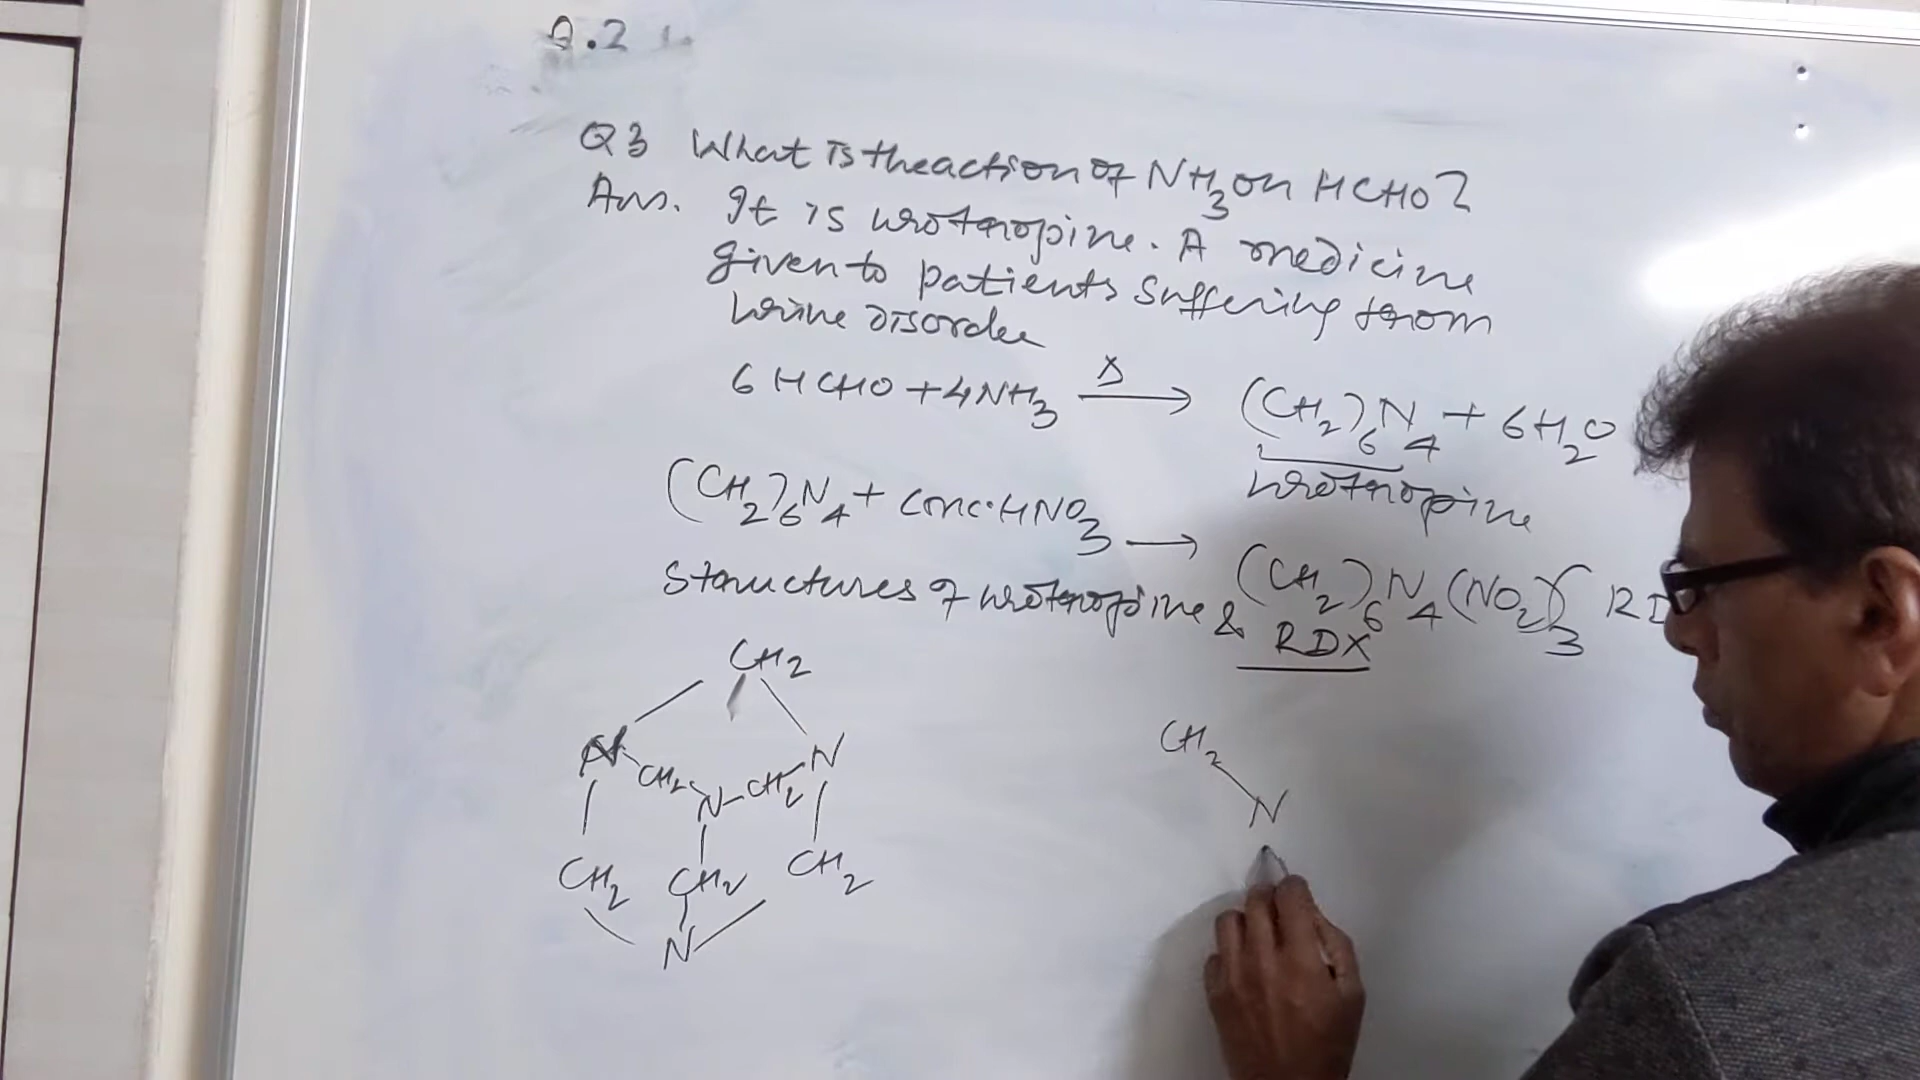 Q.2
Q3 What is the action of NH3 on HCHO?
Ans. It is urotropine. A medicine
given to patients suffering from
urine disorder
6 HCHO + 4NH3 Δ → (CH2)6N4 + 6H2O
urotropine
(CH2)6N4 + conc. HNO3 → (CH2)6N4(NO2)3 RD
Structures of urotropine & RDX
CH2
N N
CH2 N CH2
CH2 CH2 CH2
N
CH2
N